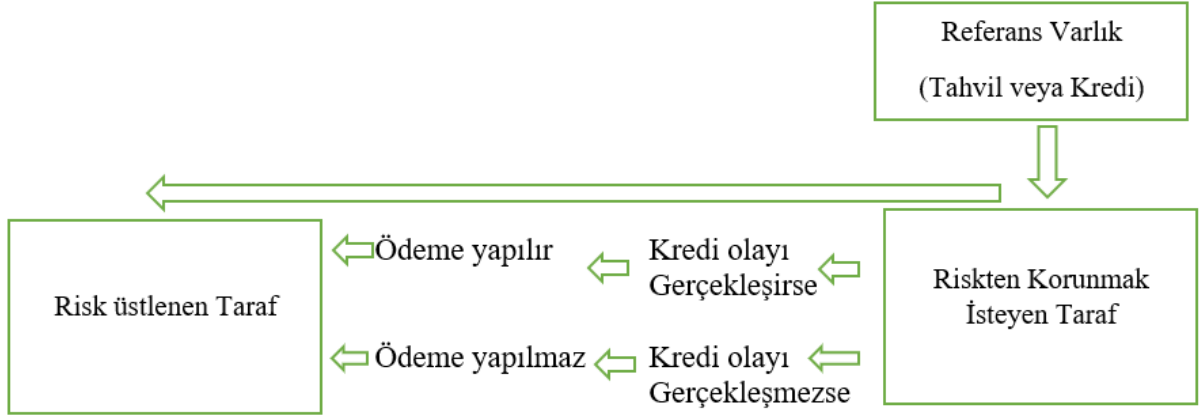 Referans Varlık
(Tahvil veya Kredi)
Risk üstlenen Taraf
Ödeme yapılır
Kredi olayı
Gerçekleşirse
Ödeme yapılmaz
Kredi olayı
Gerçekleşmezse
Riskten Korunmak
İsteyen Taraf